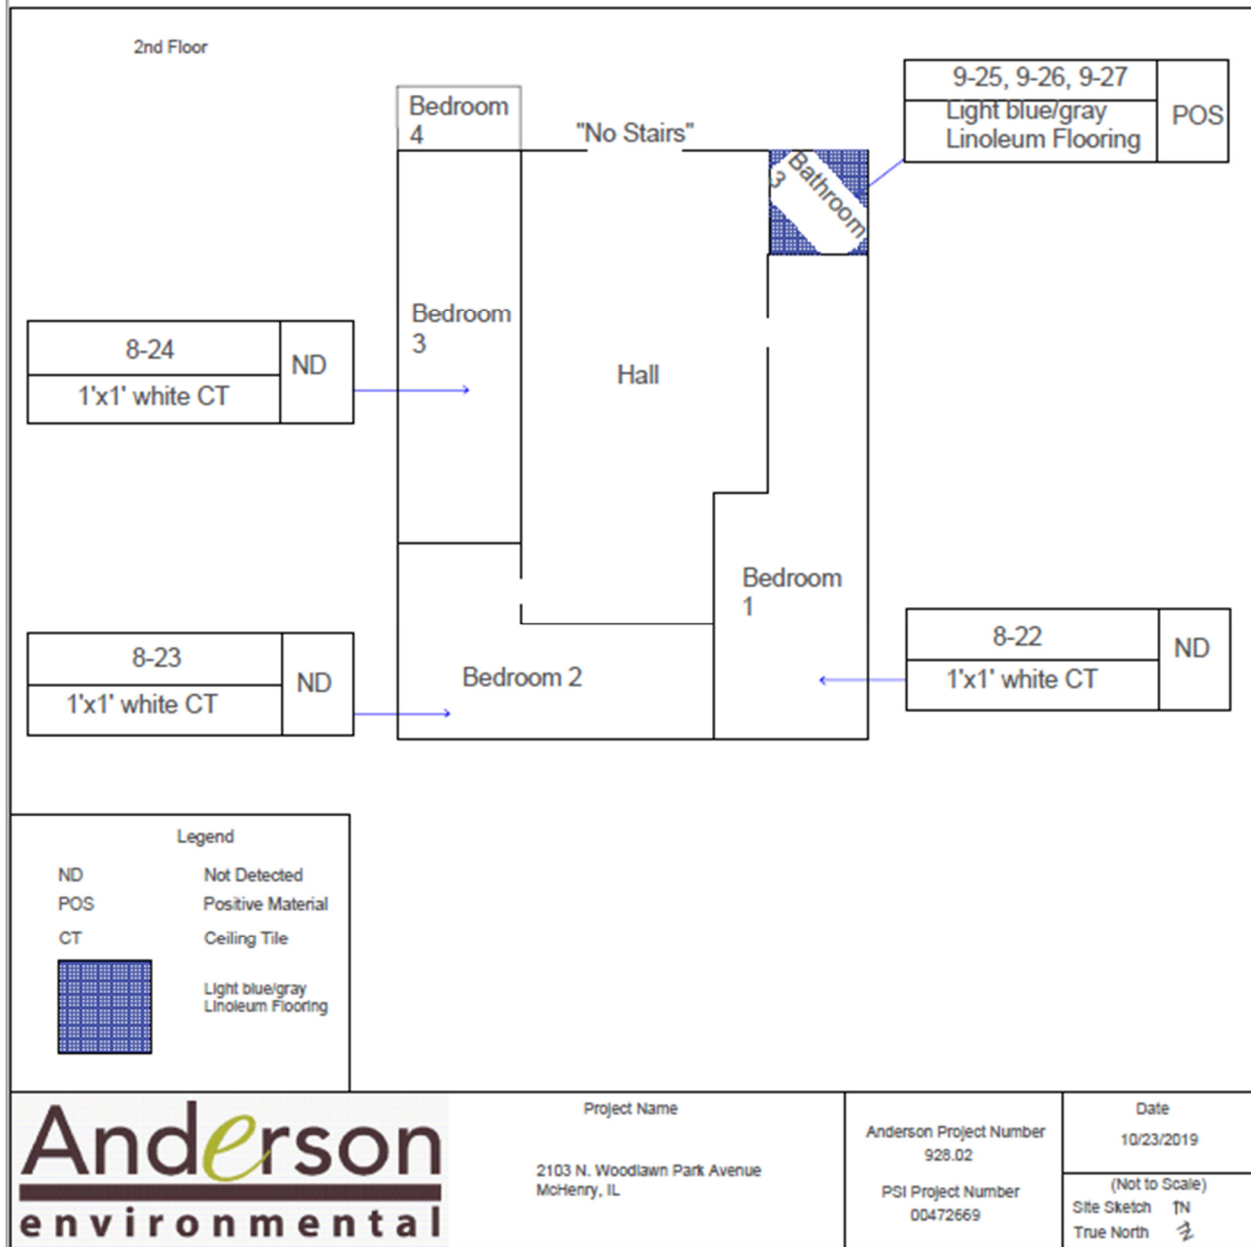 2nd Floor
9-25, 9-26, 9-27
Light blue/gray
Linoleum Flooring
POS
Bedroom
4
"No Stairs"
Bathroom
3
Bedroom
3
8-24
ND
1'x1' white CT
Hall
Bedroom
1
8-23
ND
1'x1' white CT
Bedroom 2
8-22
ND
1'x1' white CT
Legend
ND Not Detected
POS Positive Material
CT Ceiling Tile
Light blue/gray
Linoleum Flooring
Anderson
environmental
Project Name
2103 N. Woodlawn Park Avenue
McHenry, IL
Anderson Project Number
928.02
PSI Project Number
00472669
Date
10/23/2019
(Not to Scale)
Site Sketch N
True North N